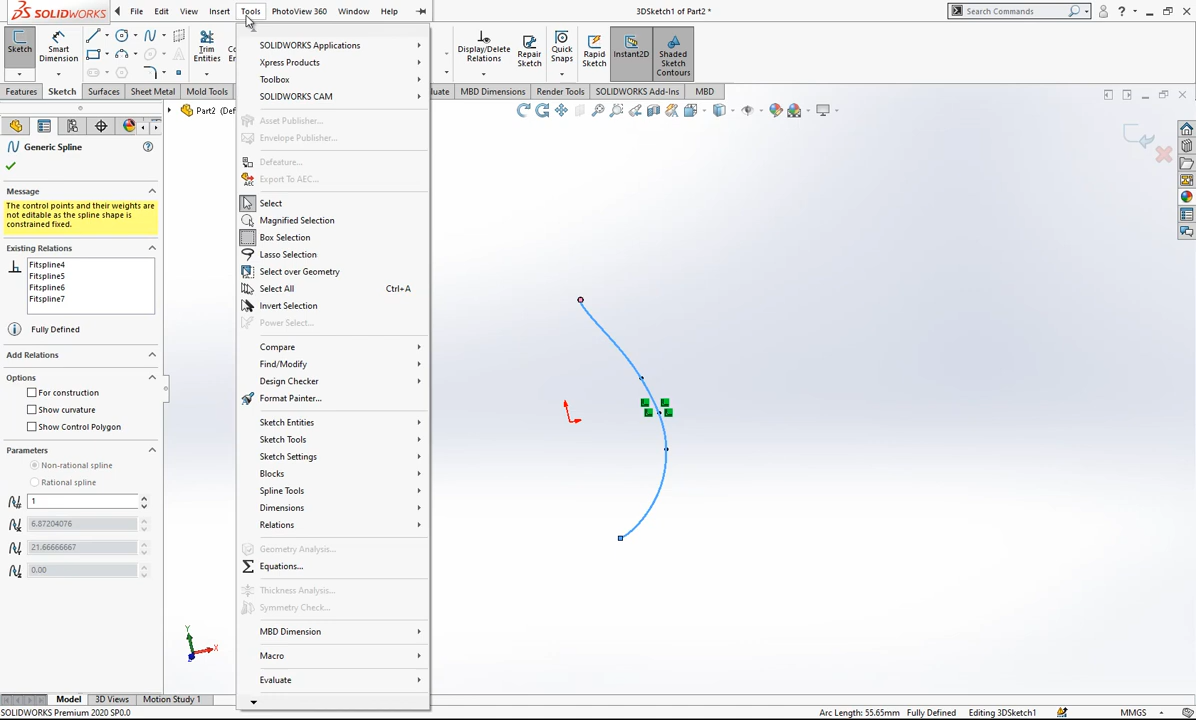 SOLIDWORKS
File Edit View Insert Tools PhotoView 360 Window Help
3DSketch1 of Part2 *
Search Commands
Sketch
Smart Dimension
Trim Entities
Display/Delete Relations
Repair Sketch
Quick Snaps
Rapid Sketch
Instant2D
Shaded Sketch Contours
Features Sketch Surfaces Sheet Metal Mold Tools
MBD Dimensions Render Tools SOLIDWORKS Add-Ins MBD
Part2 (Def
Generic Spline
Message
The control points and their weights are
not editable as the spline shape is
constrained fixed.
Existing Relations
Fitspline4
Fitspline5
Fitspline6
Fitspline7
Fully Defined
Add Relations
Options
For construction
Show curvature
Show Control Polygon
Parameters
Non-rational spline
Rational spline
1
6.87204076
21.66666667
0.00
SOLIDWORKS Applications
Xpress Products
Toolbox
SOLIDWORKS CAM
Asset Publisher...
Envelope Publisher...
Defeature...
Export To AEC...
Select
Magnified Selection
Box Selection
Lasso Selection
Select over Geometry
Select All Ctrl+A
Invert Selection
Power Select...
Compare
Find/Modify
Design Checker
Format Painter...
Sketch Entities
Sketch Tools
Sketch Settings
Blocks
Spline Tools
Dimensions
Relations
Geometry Analysis...
Equations...
Thickness Analysis...
Symmetry Check...
MBD Dimension
Macro
Evaluate
Y
X
Model 3D Views Motion Study 1
SOLIDWORKS Premium 2020 SP0.0
Arc Length: 55.65mm Fully Defined Editing 3DSketch1 MMGS